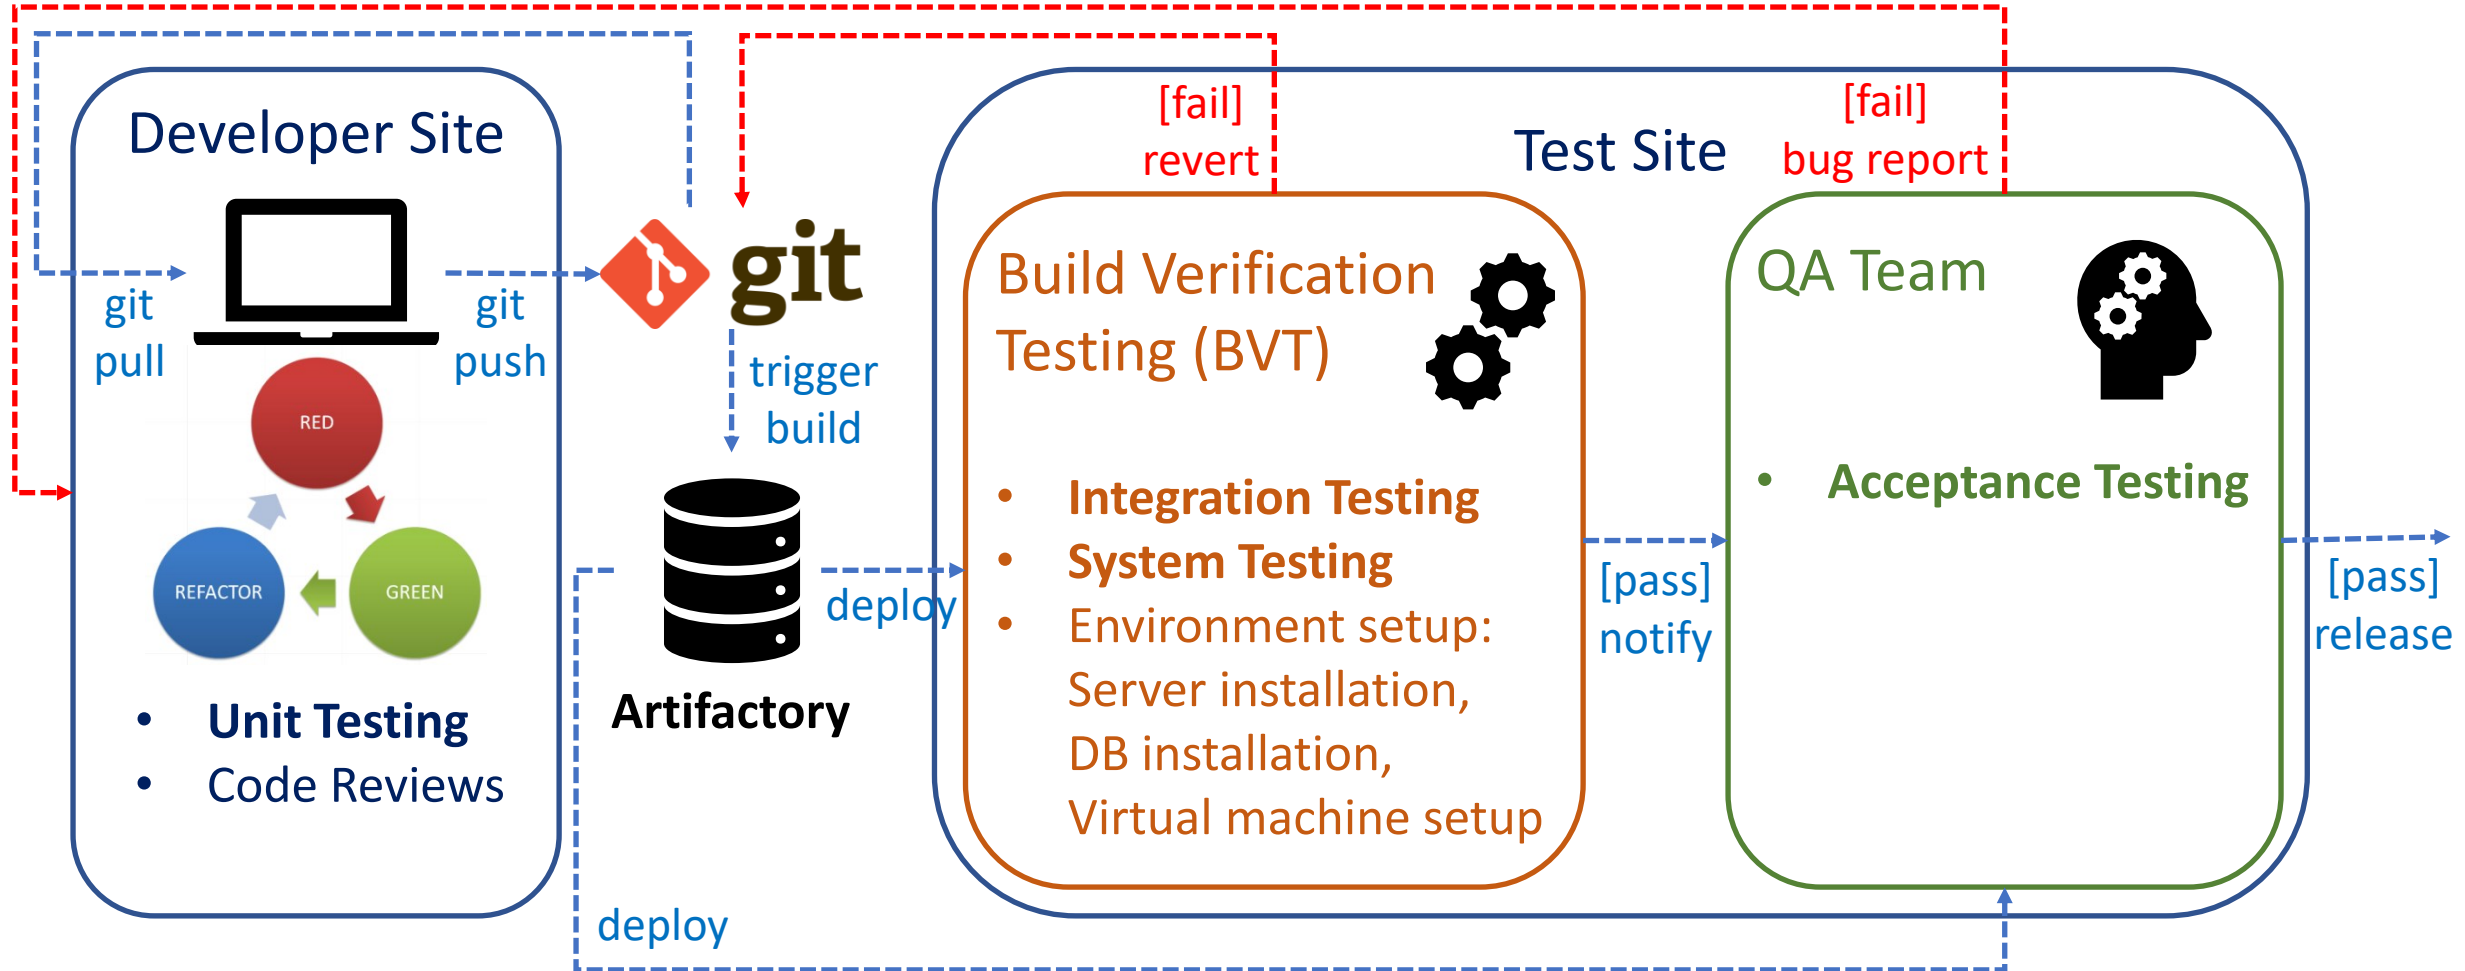 Developer Site
git
pull
git
push
RED
REFACTOR
GREEN
• Unit Testing
• Code Reviews
git
trigger
build
Artifactory
deploy
deploy
Test Site
[fail]
revert
Build Verification
Testing (BVT)
• Integration Testing
• System Testing
• Environment setup:
Server installation,
DB installation,
Virtual machine setup
[pass]
notify
[fail]
bug report
QA Team
• Acceptance Testing
[pass]
release